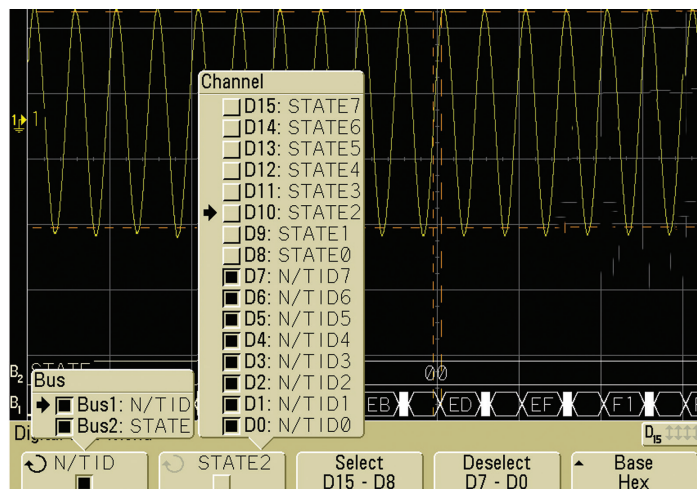 Channel
D15: STATE7
D14: STATE6
D13: STATE5
D12: STATE4
D11: STATE3
D10: STATE2
D9: STATE1
D8: STATE0
D7: N/TID7
D6: N/TID6
D5: N/TID5
D4: N/TID4
D3: N/TID3
D2: N/TID2
D1: N/TID1
D0: N/TID0
1
1
B2 STATE 00
Bus
Bus1: N/TID
Bus2: STATE
B1 EB ED EF F1
D15
N/TID
STATE2
Select
D15 - D8
Deselect
D7 - D0
Base
Hex